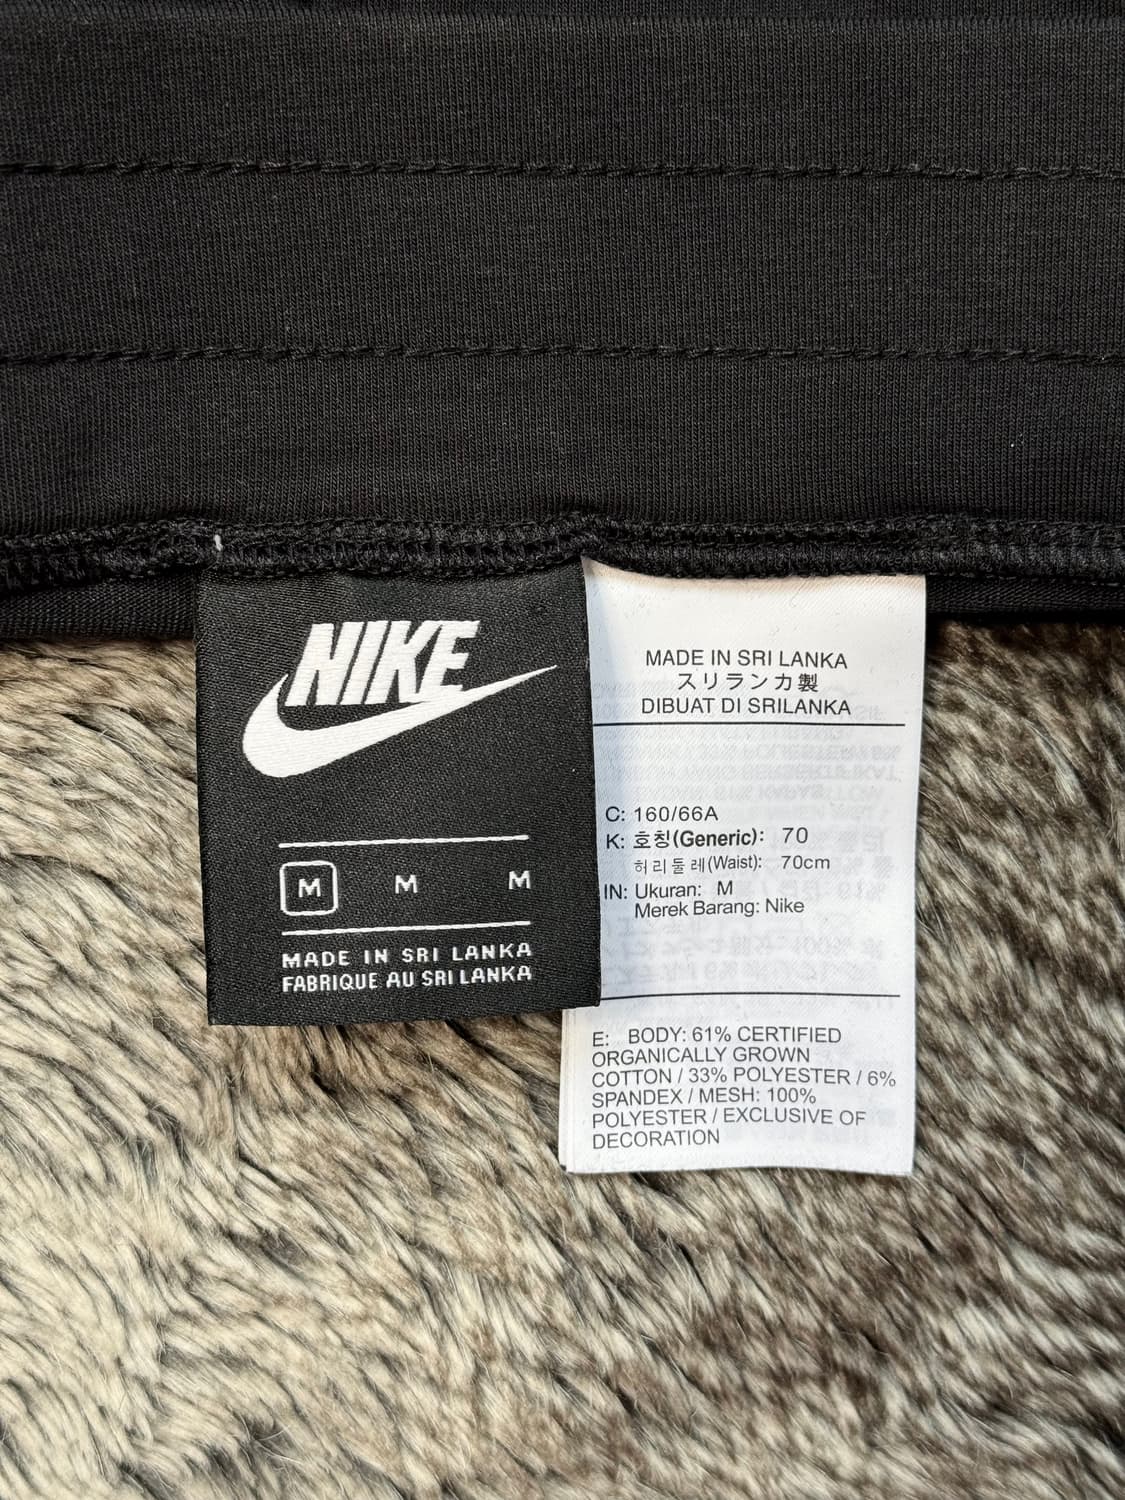 NIKE
M M M
MADE IN SRI LANKA
FABRIQUE AU SRI LANKA
MADE IN SRI LANKA
スリランカ製
DIBUAT DI SRILANKA
C: 160/66A
K: 호칭(Generic): 70
허리둘레(Waist): 70cm
IN: Ukuran: M
Merek Barang: Nike
E: BODY: 61% CERTIFIED
ORGANICALLY GROWN
COTTON / 33% POLYESTER / 6%
SPANDEX / MESH: 100%
POLYESTER / EXCLUSIVE OF
DECORATION